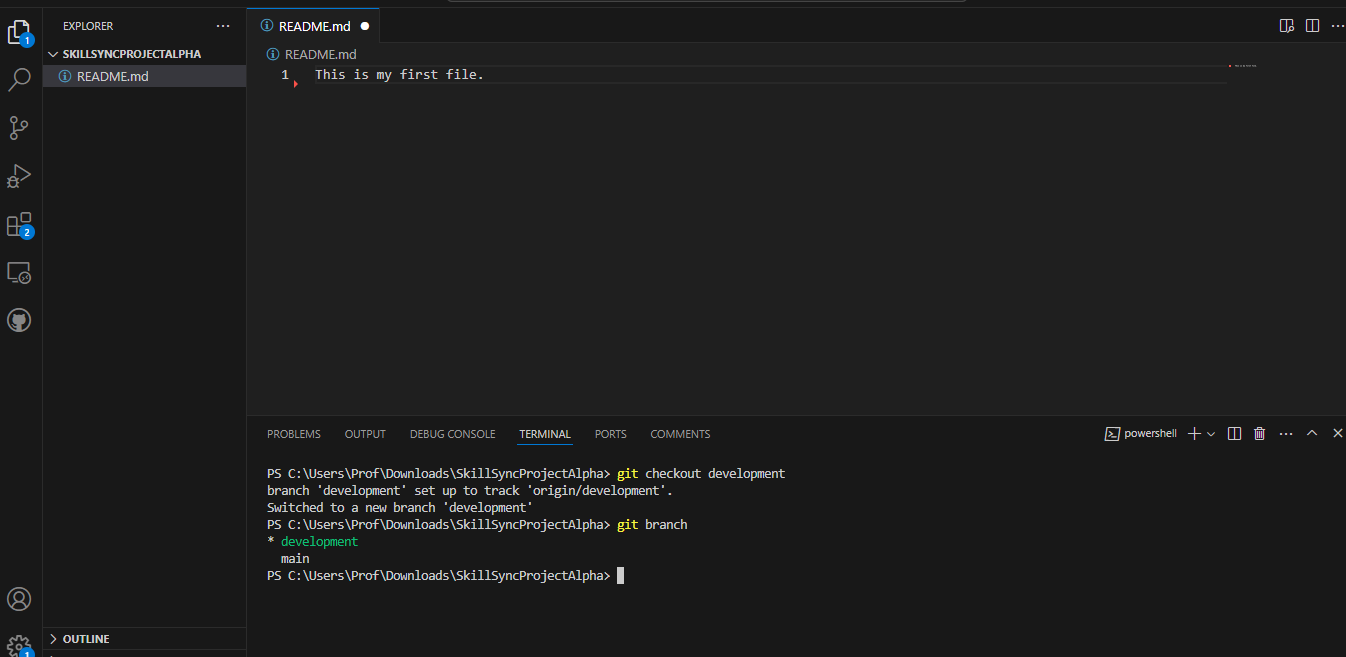 EXPLORER
README.md
SKILLSYNCPROJECTALPHA
README.md
README.md
1 This is my first file.
1
2
PROBLEMS OUTPUT DEBUG CONSOLE TERMINAL PORTS COMMENTS
powershell
PS C:\Users\Prof\Downloads\SkillSyncProjectAlpha> git checkout development
branch 'development' set up to track 'origin/development'.
Switched to a new branch 'development'
PS C:\Users\Prof\Downloads\SkillSyncProjectAlpha> git branch
* development
main
PS C:\Users\Prof\Downloads\SkillSyncProjectAlpha>
OUTLINE
1